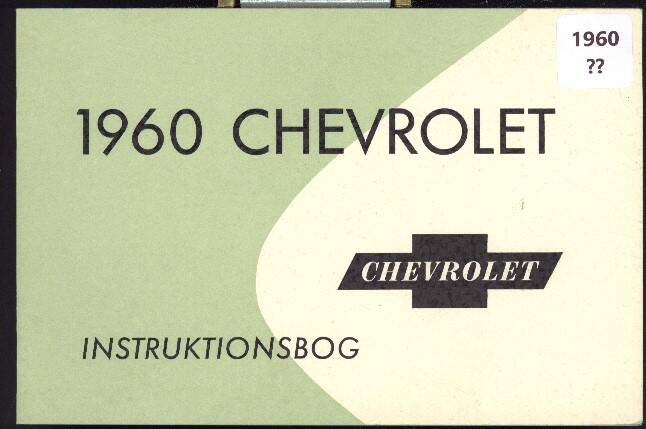 1960
??
1960 CHEVROLET
CHEVROLET
INSTRUKTIONSBOG